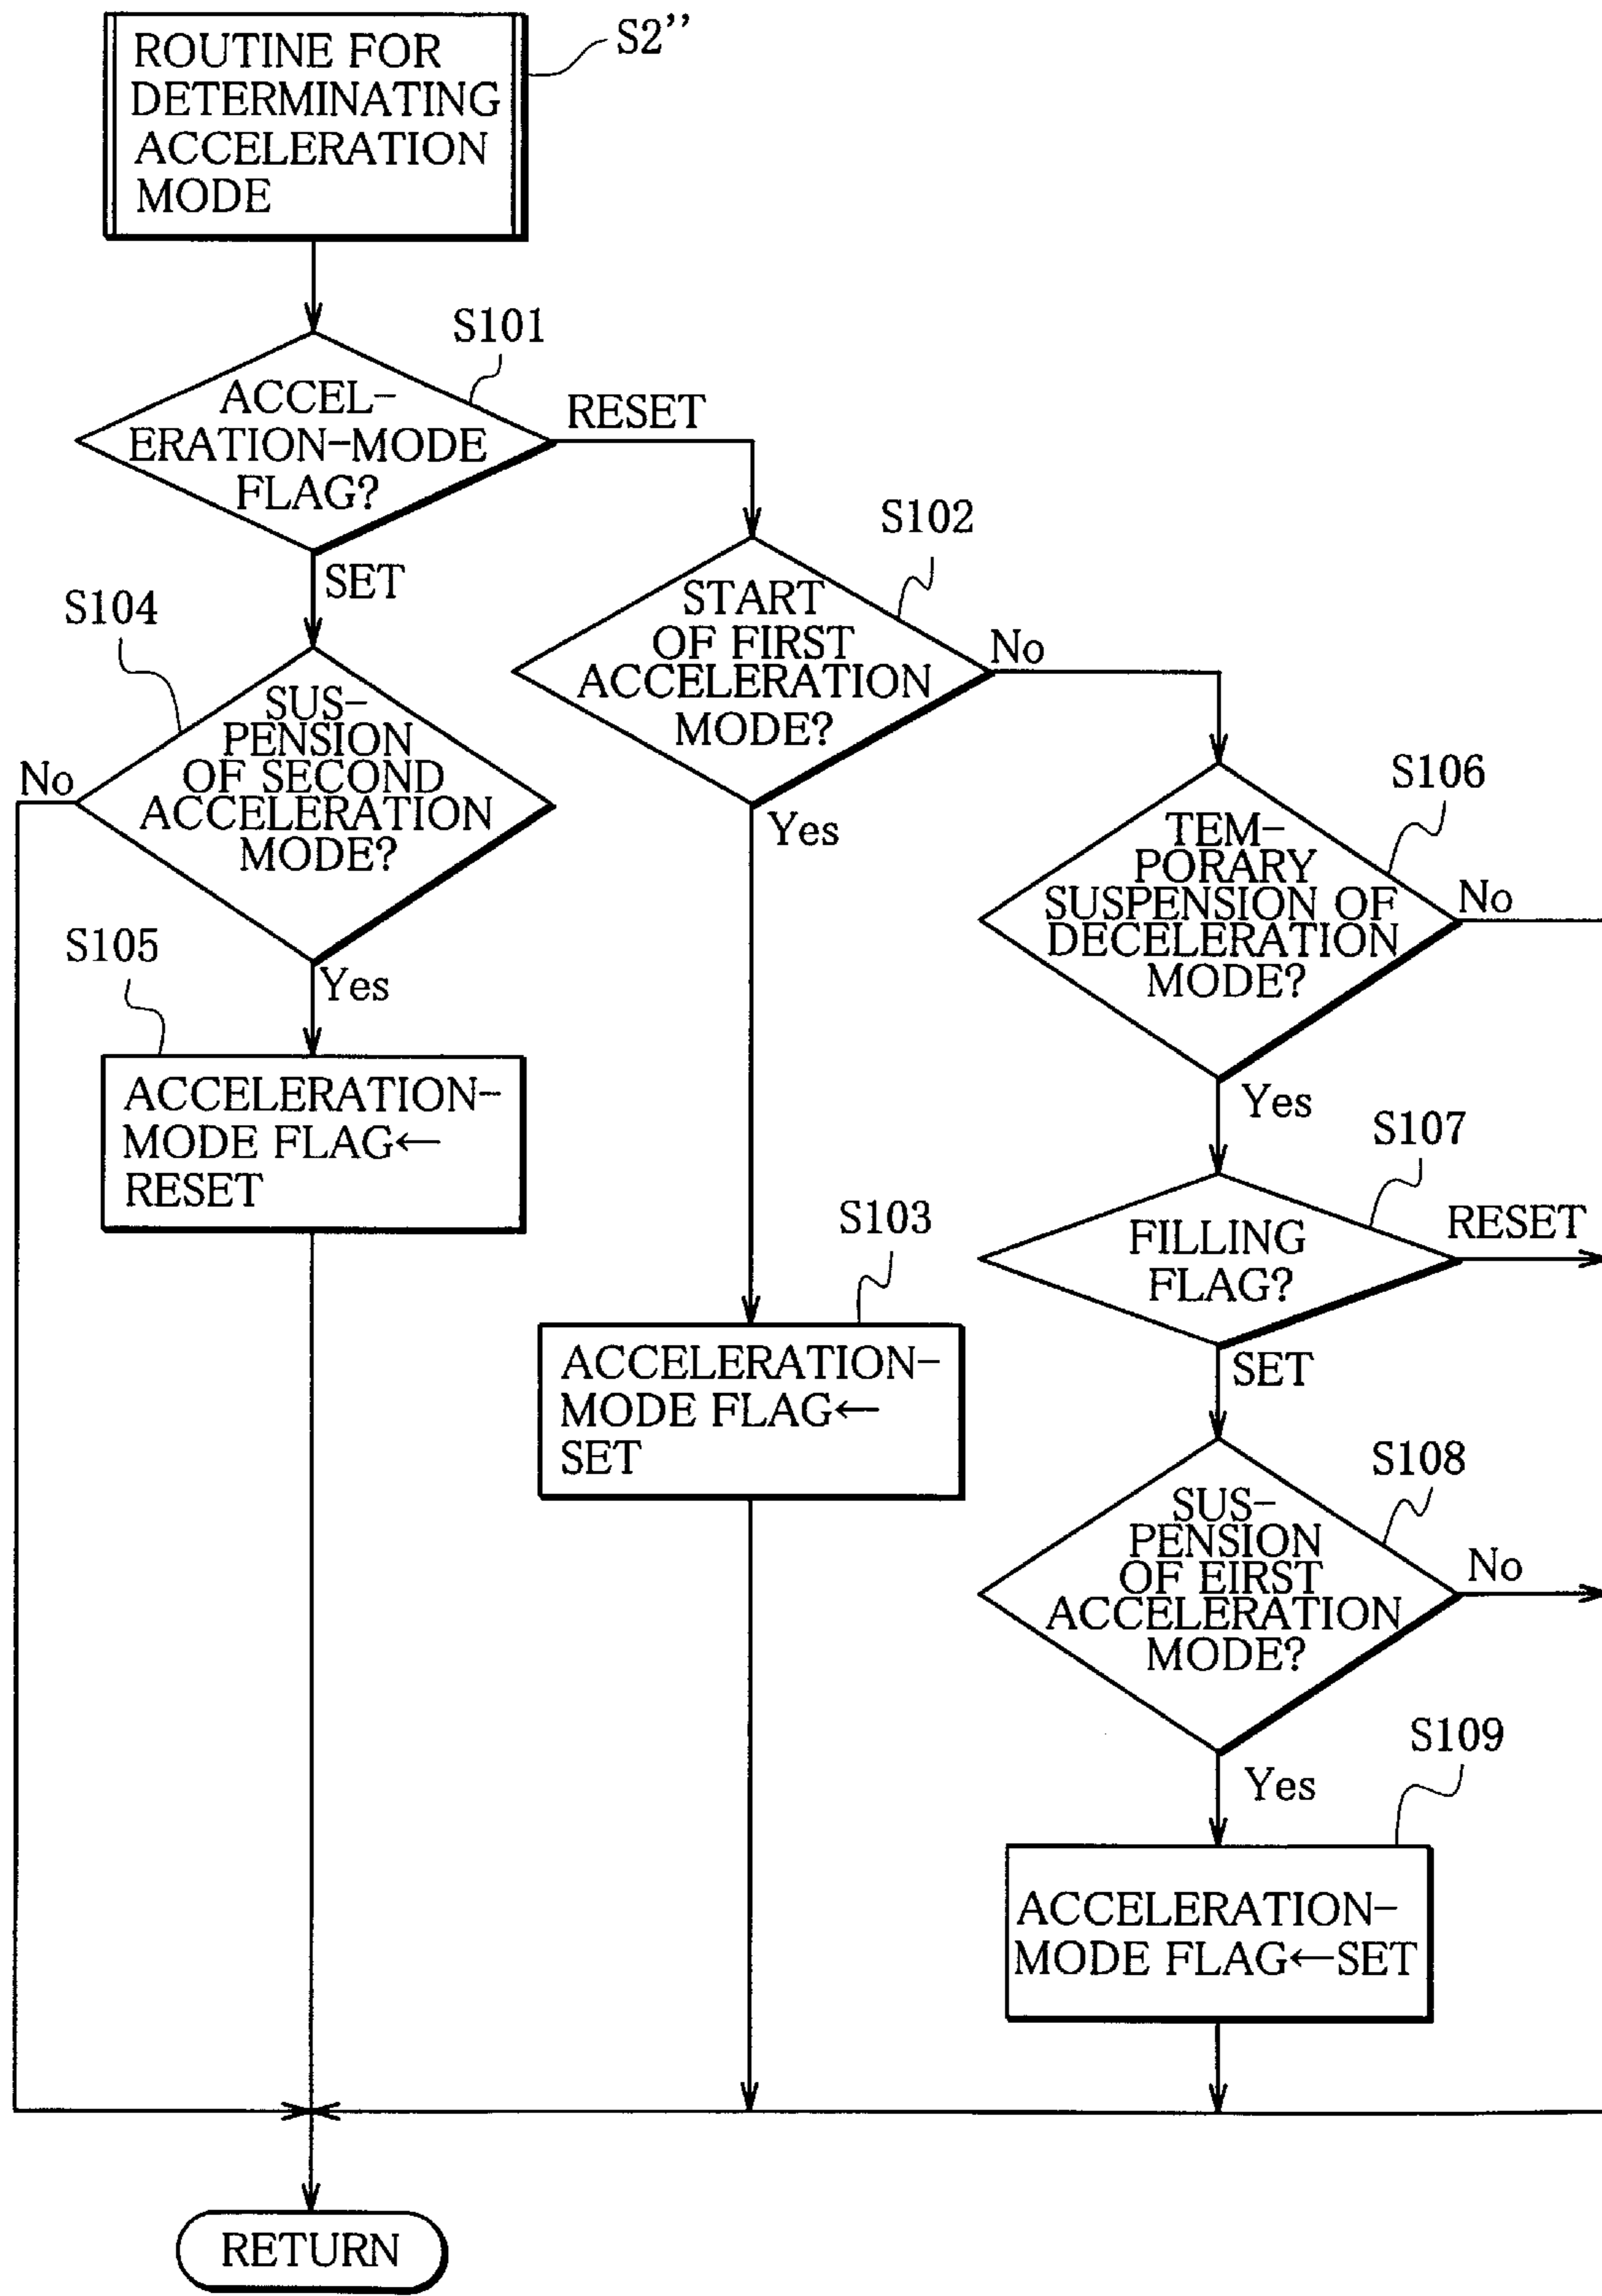 ROUTINE FOR
DETERMINATING
ACCELERATION
MODE
S2’’
S101
ACCEL-
ERATION-MODE
FLAG?
RESET
SET
S102
START
OF FIRST
ACCELERATION
MODE?
No
Yes
S104
SUS-
PENSION
OF SECOND
ACCELERATION
MODE?
No
Yes
S106
TEM-
PORARY
SUSPENSION OF
DECELERATION
MODE?
No
Yes
S105
ACCELERATION-
MODE FLAG←
RESET
S107
FILLING
FLAG?
RESET
SET
S103
ACCELERATION-
MODE FLAG←
SET
S108
SUS-
PENSION
OF EIRST
ACCELERATION
MODE?
No
Yes
S109
ACCELERATION-
MODE FLAG←SET
RETURN